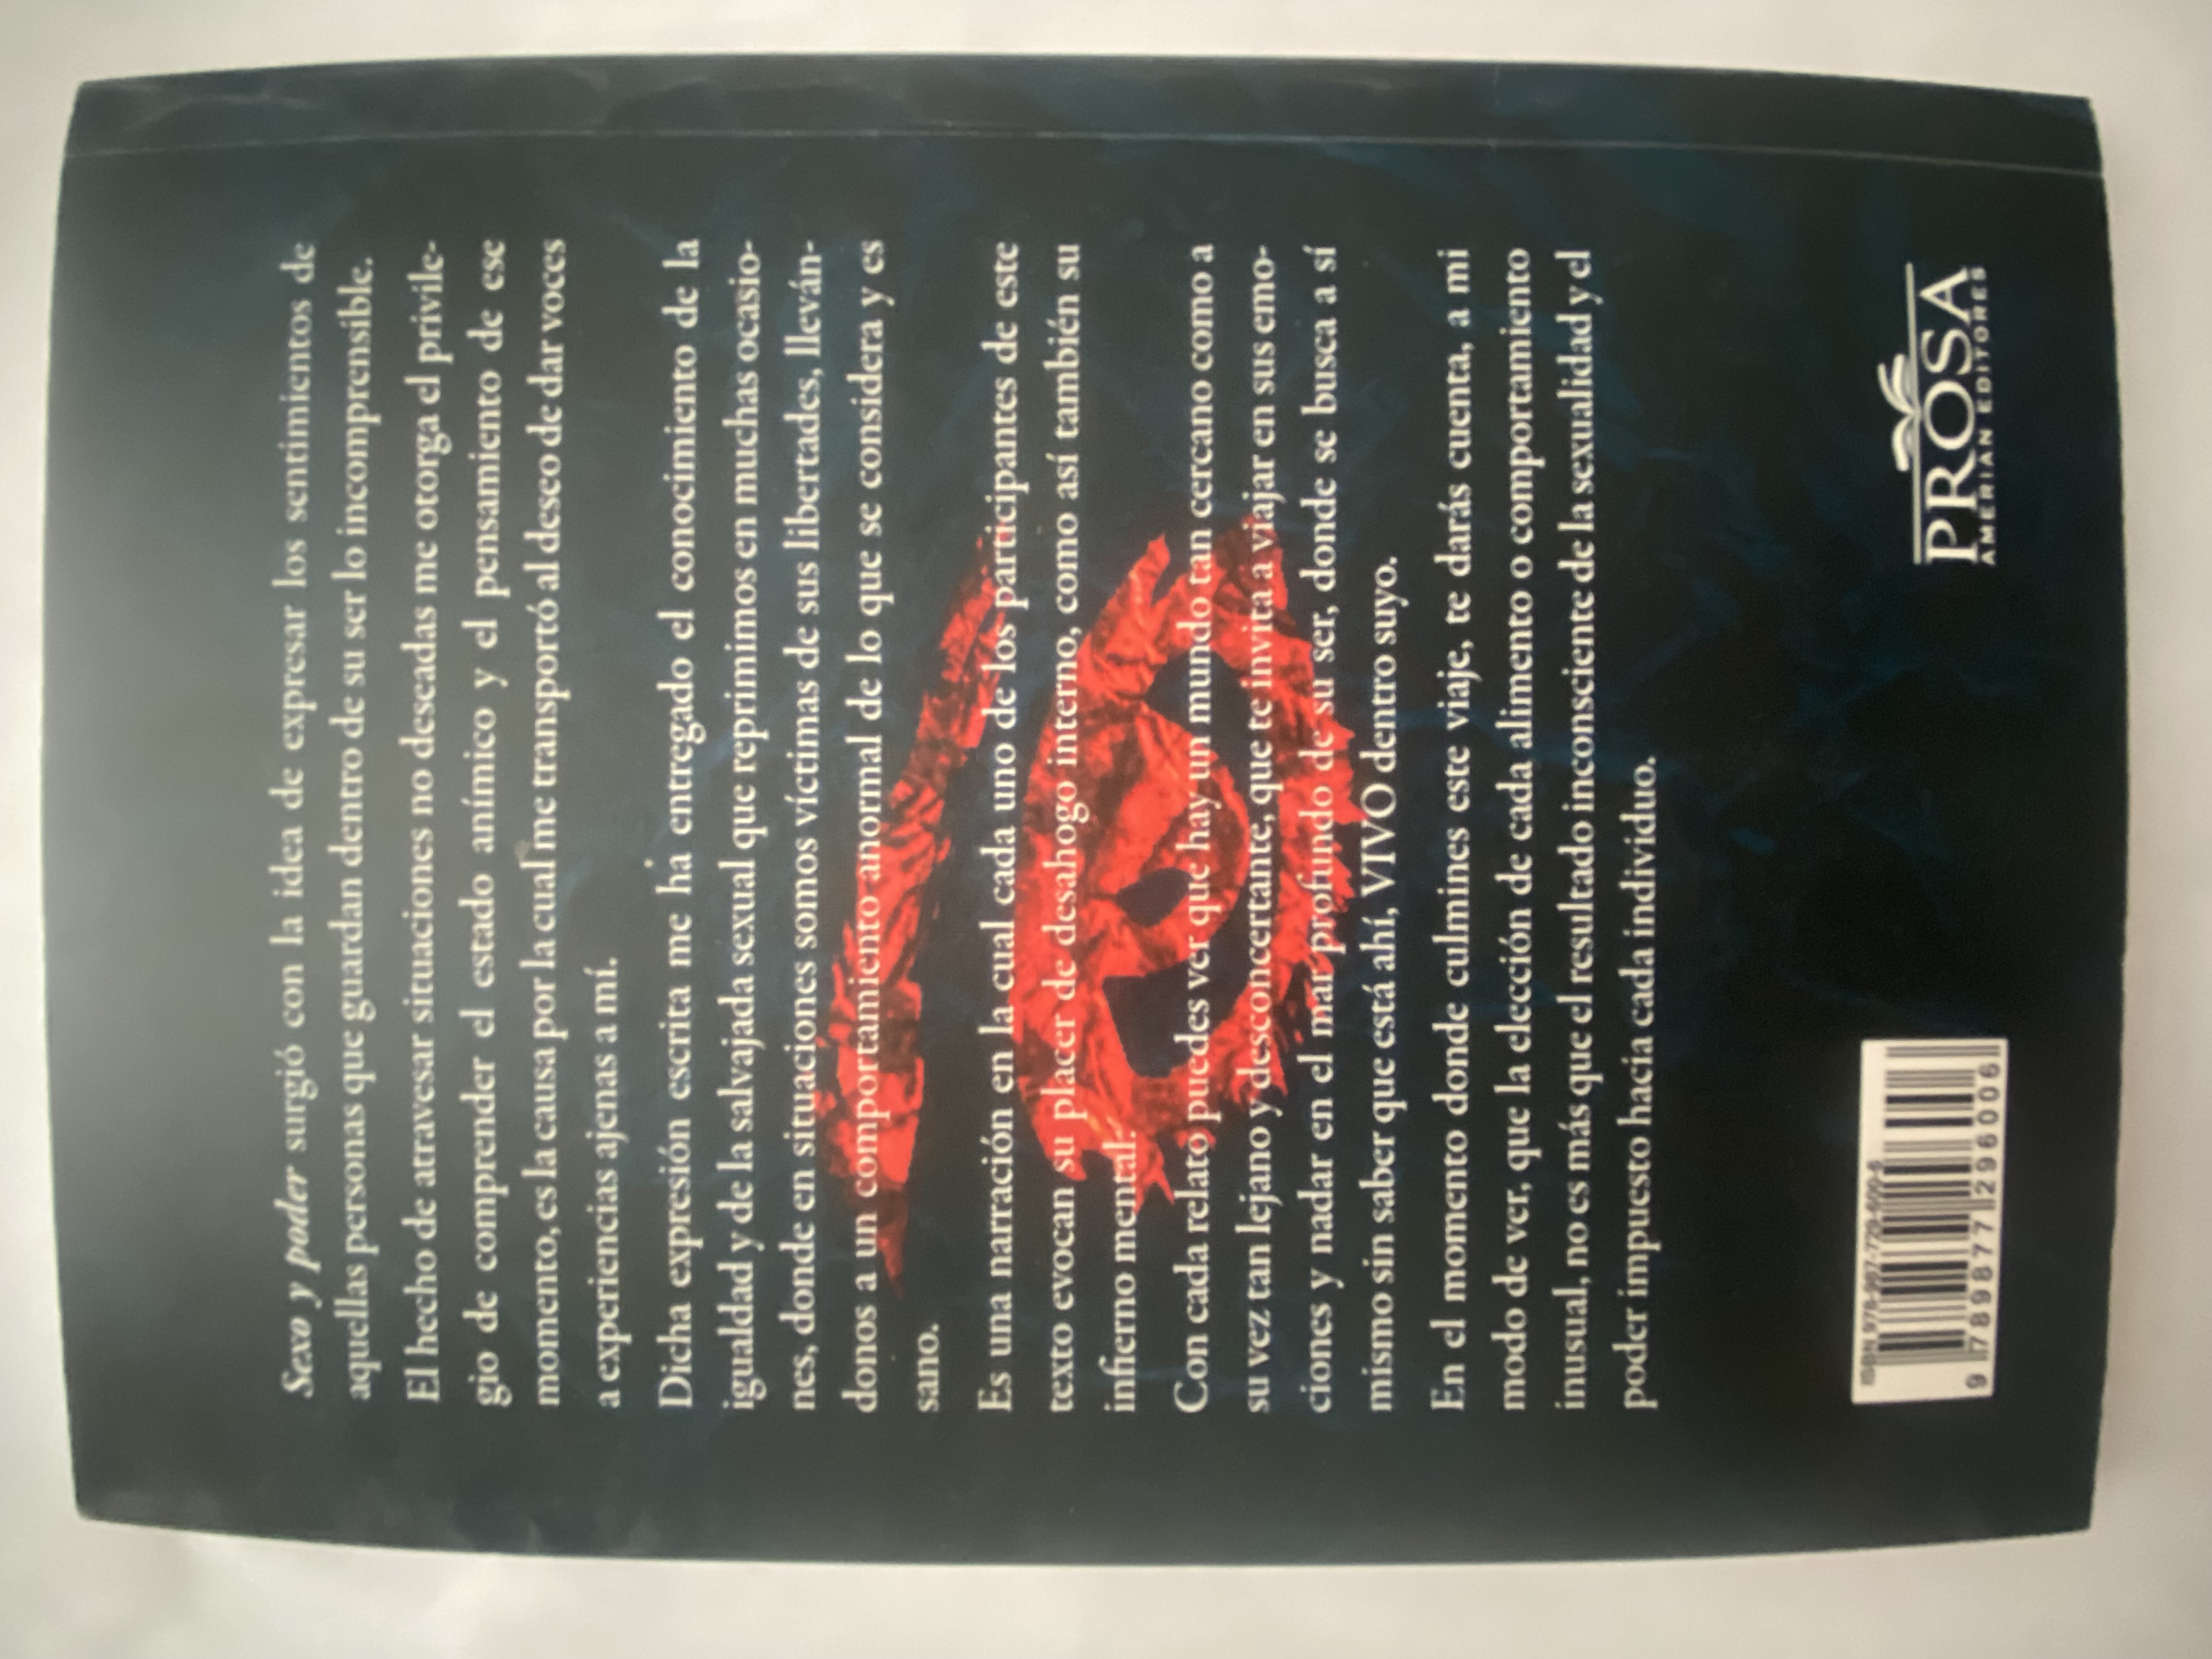 Sexo y poder surgió con la idea de expresar los sentimientos de
aquellas personas que guardan dentro de su ser lo incomprensible.
El hecho de atravesar situaciones no deseadas me otorga el privile-
gio de comprender el estado anímico y el pensamiento de ese
momento, es la causa por la cual me transportó al deseo de dar voces
a experiencias ajenas a mí.
Dicha expresión escrita me ha entregado el conocimiento de la
igualdad y de la salvajada sexual que reprimimos en muchas ocasio-
nes, donde en situaciones somos víctimas de sus libertades, lleván-
donos a un comportamiento anormal de lo que se considera y es
sano.
Es una narración en la cual cada uno de los participantes de este
texto evocan su placer de desahogo interno, como así también su
infierno mental.
Con cada relato puedes ver que hay un mundo tan cercano como a
su vez tan lejano y desconcertante, que te invita a viajar en sus emo-
ciones y nadar en el mar profundo de su ser, donde se busca a sí
mismo sin saber que está ahí, VIVO dentro suyo.
En el momento donde culmines este viaje, te darás cuenta, a mi
modo de ver, que la elección de cada alimento o comportamiento
inusual, no es más que el resultado inconsciente de la sexualidad y el
poder impuesto hacia cada individuo.
ISBN 978-987-729-600-6
9 789877 296006
PROSA
AMERIAN EDITORES